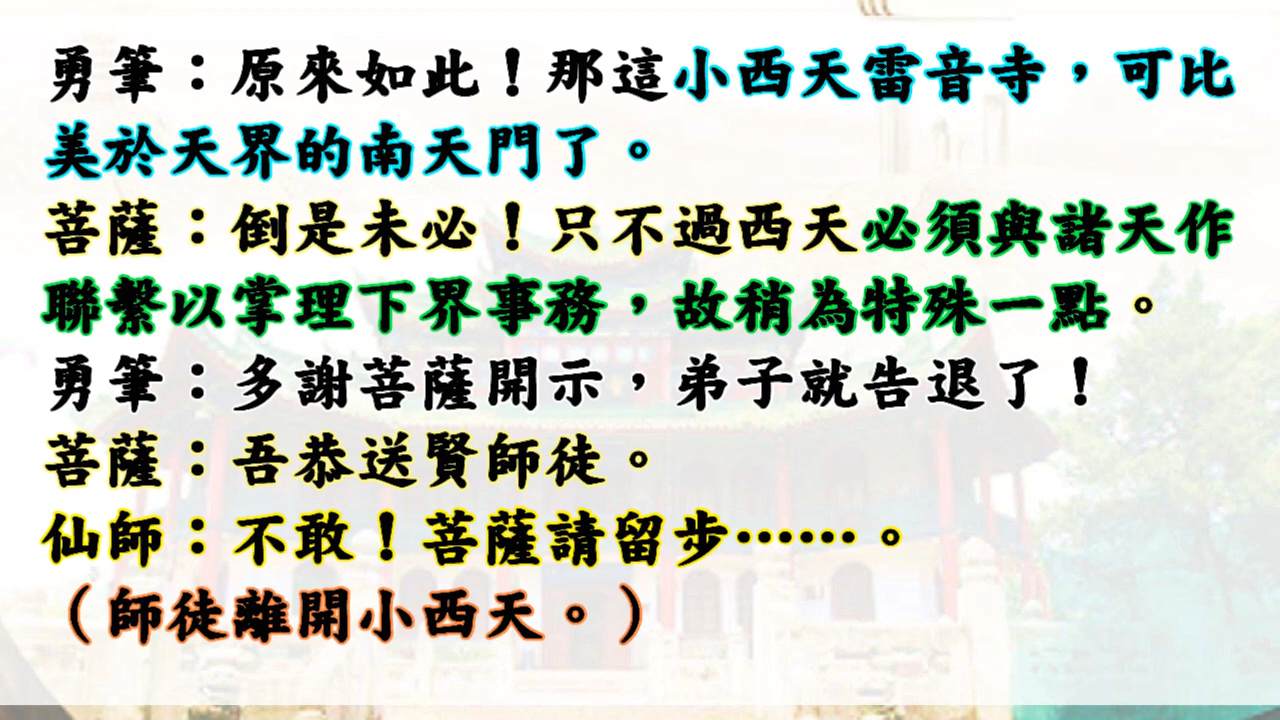 勇筆：原來如此！那這小西天雷音寺，可比
美於天界的南天門了。
菩薩：倒是未必！只不過西天必須與諸天作
聯繫以掌理下界事務，故稍為特殊一點。
勇筆：多謝菩薩開示，弟子就告退了！
菩薩：吾恭送賢師徒。
仙師：不敢！菩薩請留步……。
（師徒離開小西天。）